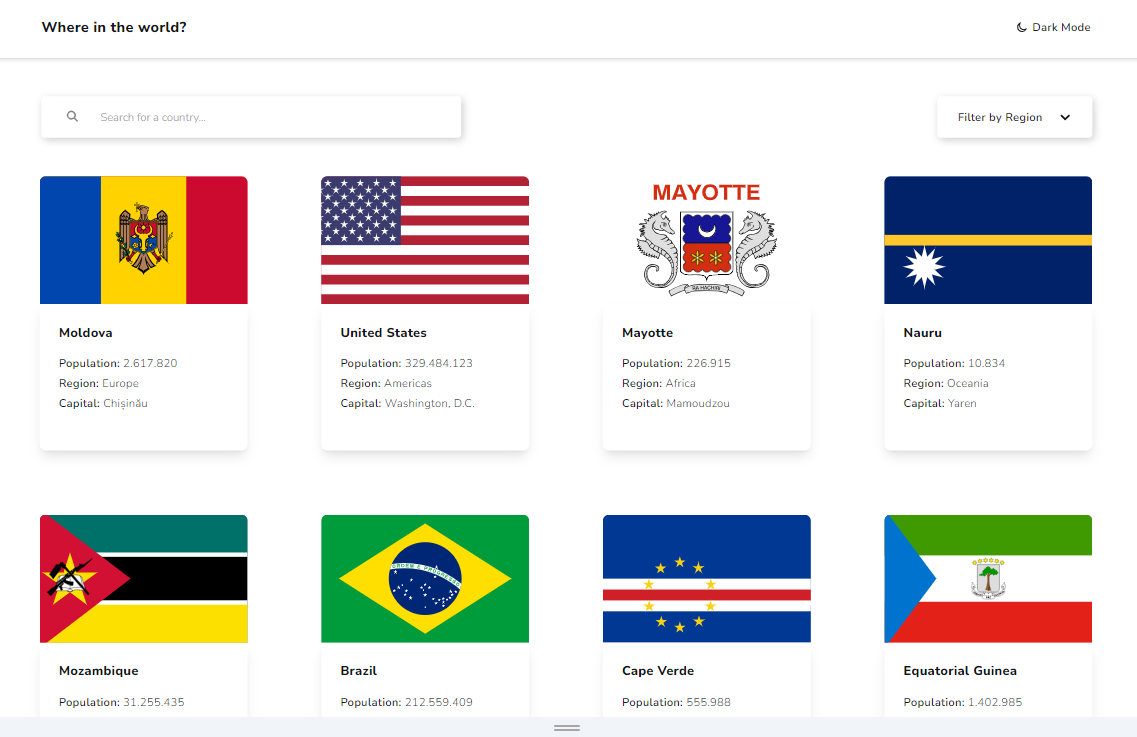 Where in the world?
Dark Mode
Search for a country...
Filter by Region
MAYOTTE
RA HACHIRI
Moldova
Population: 2.617.820
Region: Europe
Capital: Chișinău
United States
Population: 329.484.123
Region: Americas
Capital: Washington, D.C.
Mayotte
Population: 226.915
Region: Africa
Capital: Mamoudzou
Nauru
Population: 10.834
Region: Oceania
Capital: Yaren
ORDEM E PROGRESSO
Mozambique
Population: 31.255.435
Brazil
Population: 212.559.409
Cape Verde
Population: 555.988
Equatorial Guinea
Population: 1.402.985